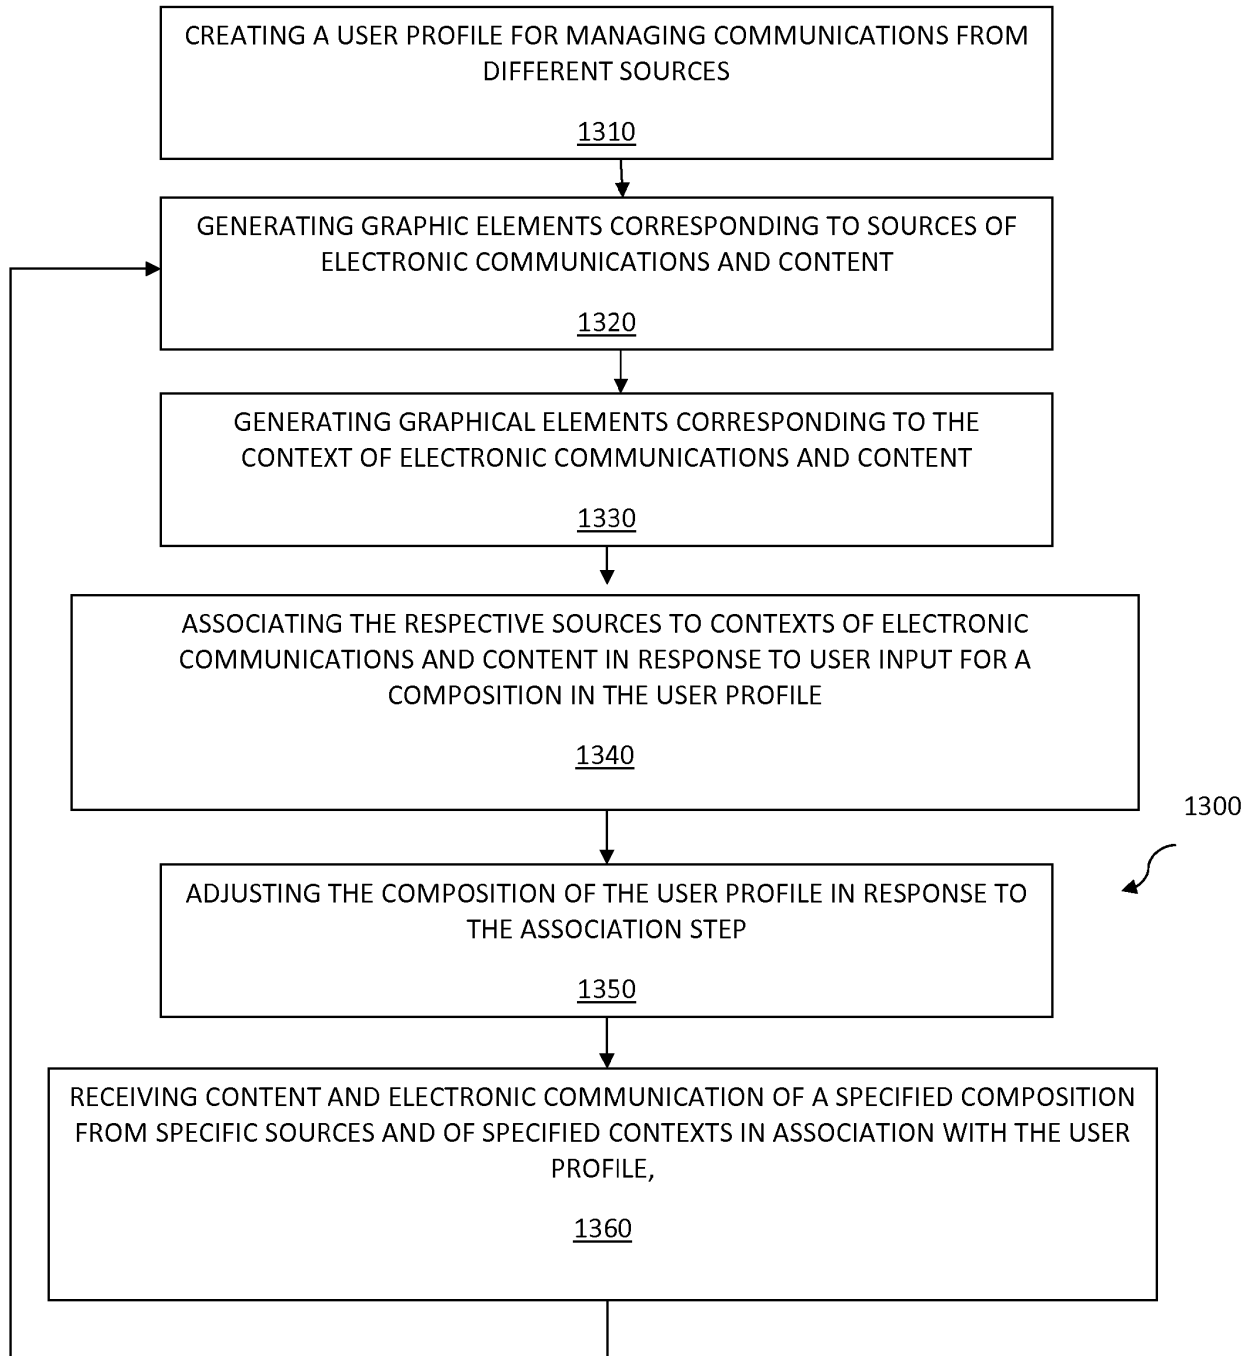 CREATING A USER PROFILE FOR MANAGING COMMUNICATIONS FROM
DIFFERENT SOURCES
1310
GENERATING GRAPHIC ELEMENTS CORRESPONDING TO SOURCES OF
ELECTRONIC COMMUNICATIONS AND CONTENT
1320
GENERATING GRAPHICAL ELEMENTS CORRESPONDING TO THE
CONTEXT OF ELECTRONIC COMMUNICATIONS AND CONTENT
1330
ASSOCIATING THE RESPECTIVE SOURCES TO CONTEXTS OF ELECTRONIC
COMMUNICATIONS AND CONTENT IN RESPONSE TO USER INPUT FOR A
COMPOSITION IN THE USER PROFILE
1340
1300
ADJUSTING THE COMPOSITION OF THE USER PROFILE IN RESPONSE TO
THE ASSOCIATION STEP
1350
RECEIVING CONTENT AND ELECTRONIC COMMUNICATION OF A SPECIFIED COMPOSITION
FROM SPECIFIC SOURCES AND OF SPECIFIED CONTEXTS IN ASSOCIATION WITH THE USER
PROFILE,
1360